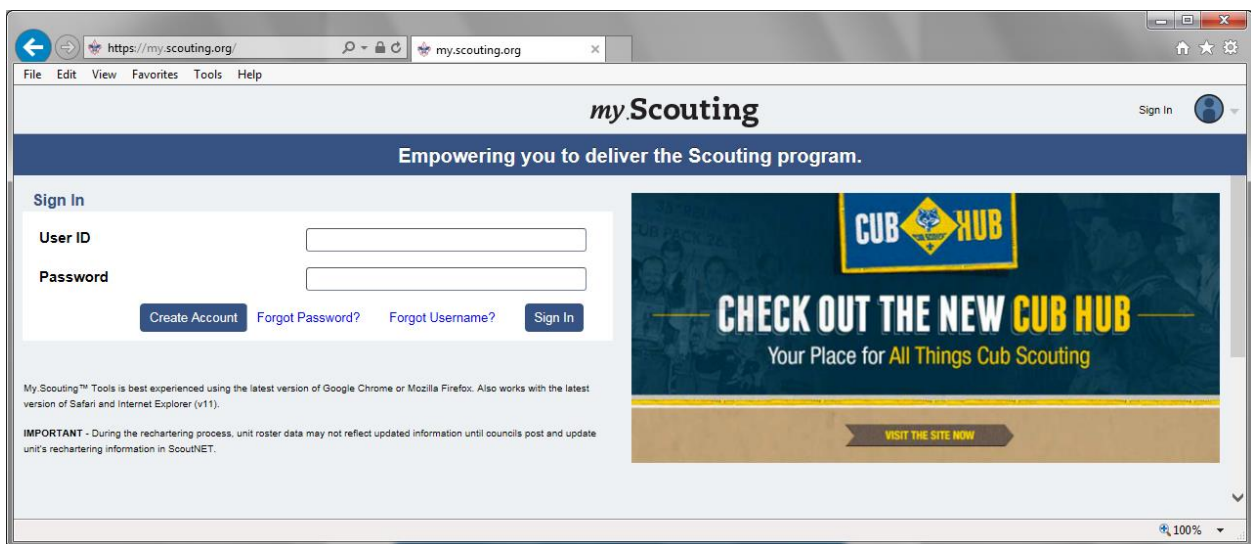 https://my.scouting.org/
my.scouting.org
File Edit View Favorites Tools Help
my.Scouting
Sign In
Empowering you to deliver the Scouting program.
Sign In
User ID
Password
Create Account Forgot Password? Forgot Username? Sign In
My.Scouting™ Tools is best experienced using the latest version of Google Chrome or Mozilla Firefox. Also works with the latest
version of Safari and Internet Explorer (v11).
IMPORTANT - During the rechartering process, unit roster data may not reflect updated information until councils post and update
unit's rechartering information in ScoutNET.
CUB HUB
CUB SCOUTS
CHECK OUT THE NEW CUB HUB
Your Place for All Things Cub Scouting
VISIT THE SITE NOW
100%